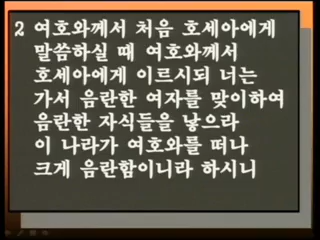 2 여호와께서 처음 호세아에게
말씀하실 때 여호와께서
호세아에게 이르시되 너는
가서 음란한 여자를 맞이하여
음란한 자식들을 낳으라
이 나라가 여호와를 떠나
크게 음란함이니라 하시니